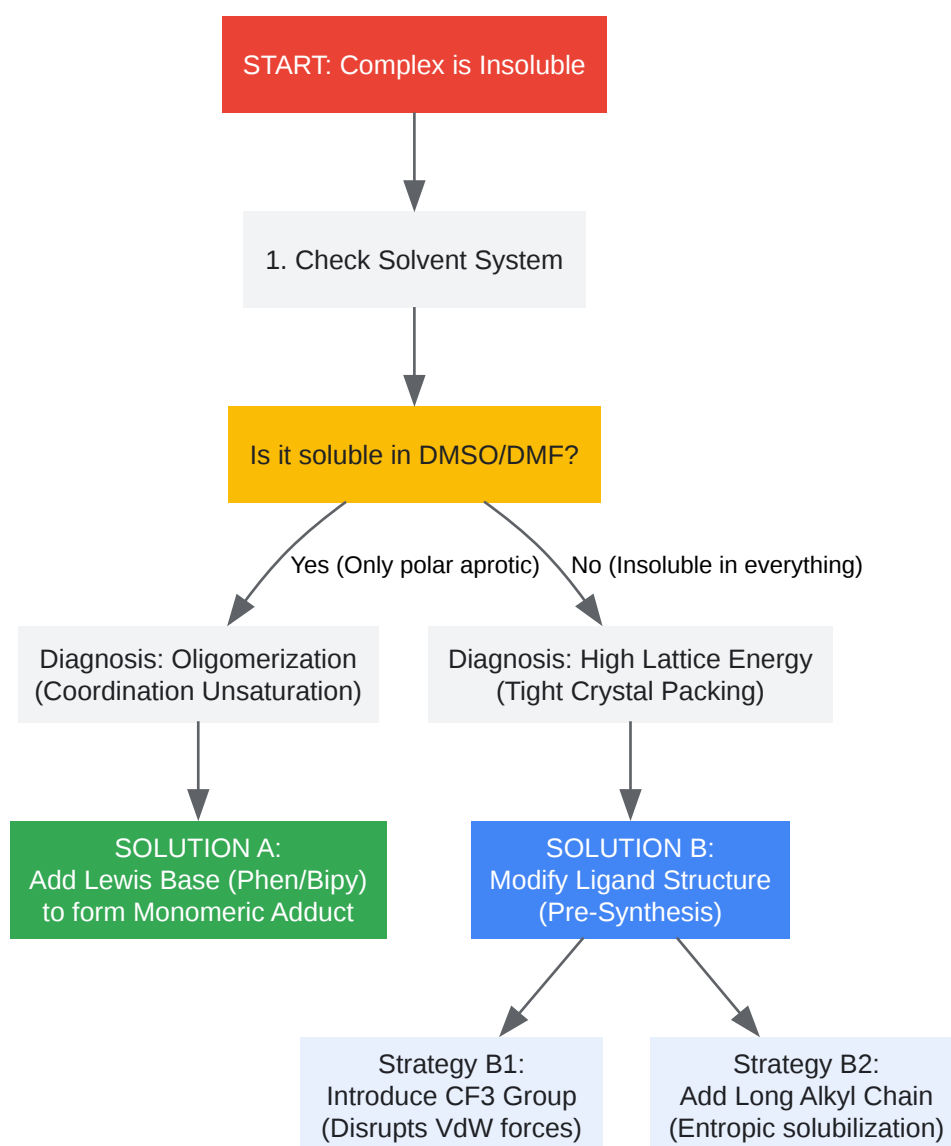 START: Complex is Insoluble
1. Check Solvent System
Is it soluble in DMSO/DMF?
Yes (Only polar aprotic)
No (Insoluble in everything)
Diagnosis: Oligomerization
(Coordination Unsaturation)
Diagnosis: High Lattice Energy
(Tight Crystal Packing)
SOLUTION A:
Add Lewis Base (Phen/Bipy)
to form Monomeric Adduct
SOLUTION B:
Modify Ligand Structure
(Pre-Synthesis)
Strategy B1:
Introduce CF3 Group
(Disrupts VdW forces)
Strategy B2:
Add Long Alkyl Chain
(Entropic solubilization)